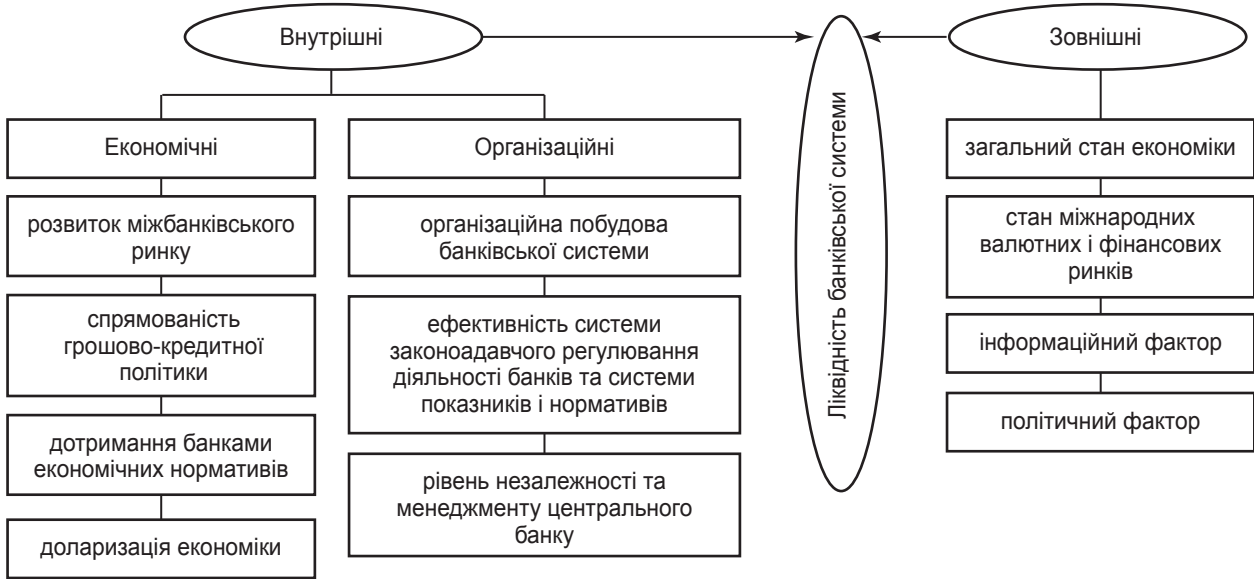 Внутрішні
Економічні
розвиток міжбанківського
ринку
спрямованість
грошово-кредитної
політики
дотримання банками
економічних нормативів
доларизація економіки
Організаційні
організаційна побудова
банківської системи
ефективність системи
законоадавчого регулювання
діяльності банків та системи
показників і нормативів
рівень незалежності та
менеджменту центрального
банку
Ліквідність банківської системи
Зовнішні
загальний стан економіки
стан міжнародних
валютних і фінансових
ринків
інформаційний фактор
політичний фактор